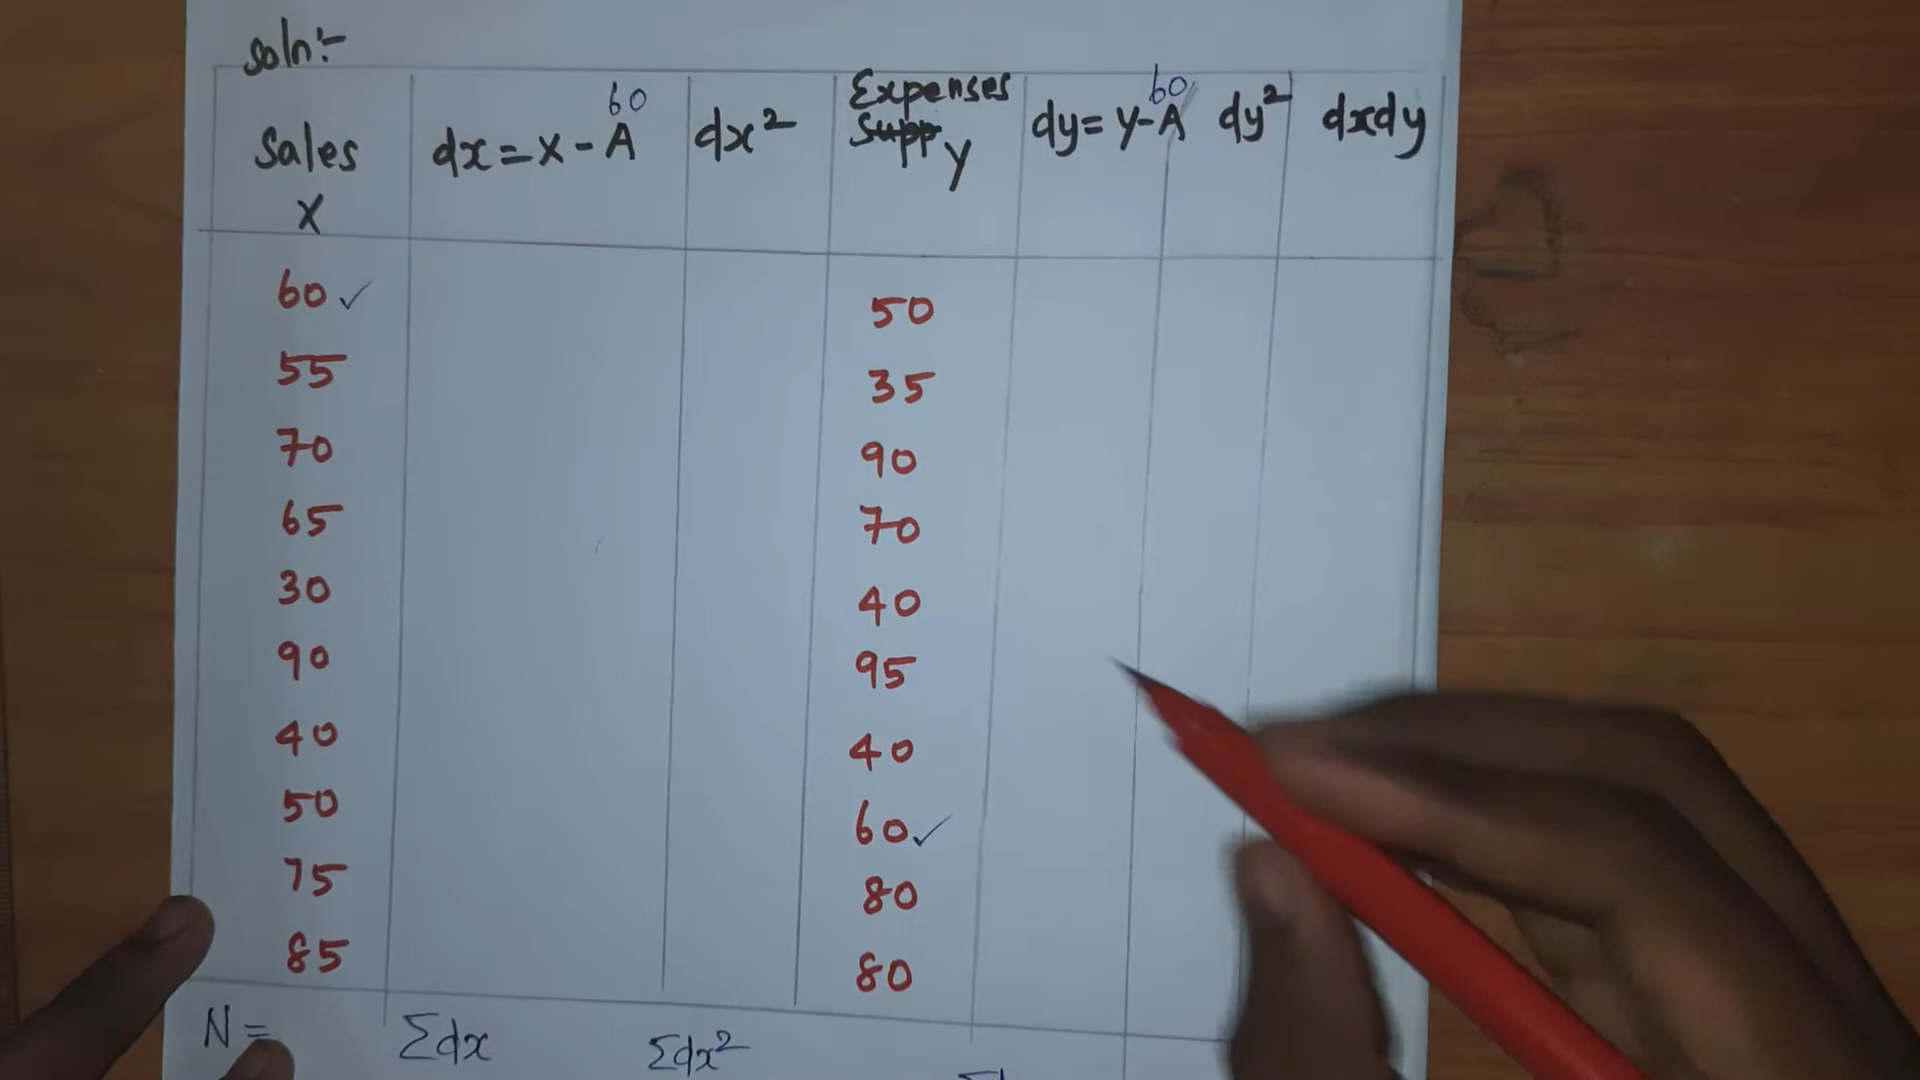 Soln:-
Sales X
dx = X - A 60
dx²
Expenses Supp Y
dy = Y - A 60
dy²
dxdy
60 ✓ 50
55 35
70 90
65 70
30 40
90 95
40 40
50 60 ✓
75 80
85 80
N = Σdx Σdx²